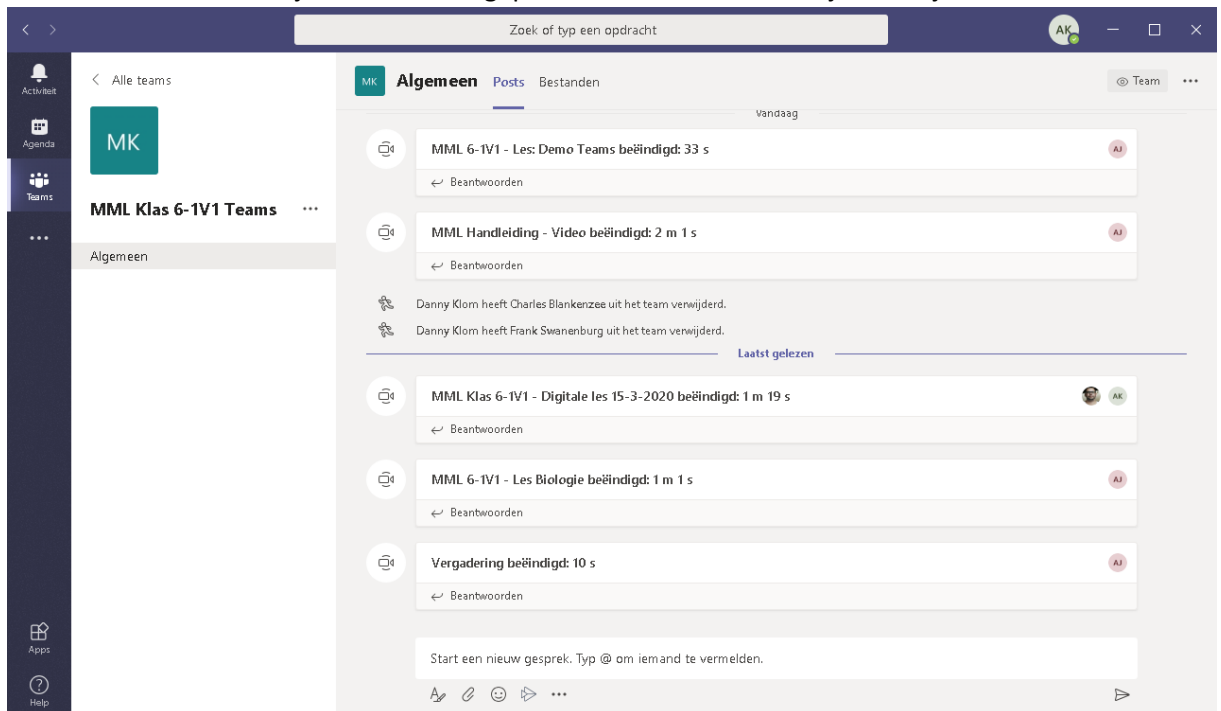 Zoek of typ een opdracht
AK
Activiteit
Agenda
Teams
Apps
Help
Alle teams
MK
MML Klas 6-1V1 Teams
Algemeen
MK Algemeen Posts Bestanden
Team
Vandaag
MML 6-1V1 - Les: Demo Teams beëindigd: 33 s
AJ
Beantwoorden
MML Handleiding - Video beëindigd: 2 m 1 s
AJ
Beantwoorden
Danny Klom heeft Charles Blankenzee uit het team verwijderd.
Danny Klom heeft Frank Swanenburg uit het team verwijderd.
Laatst gelezen
MML Klas 6-1V1 - Digitale les 15-3-2020 beëindigd: 1 m 19 s
AK
Beantwoorden
MML 6-1V1 - Les Biologie beëindigd: 1 m 1 s
AJ
Beantwoorden
Vergadering beëindigd: 10 s
AJ
Beantwoorden
Start een nieuw gesprek. Typ @ om iemand te vermelden.